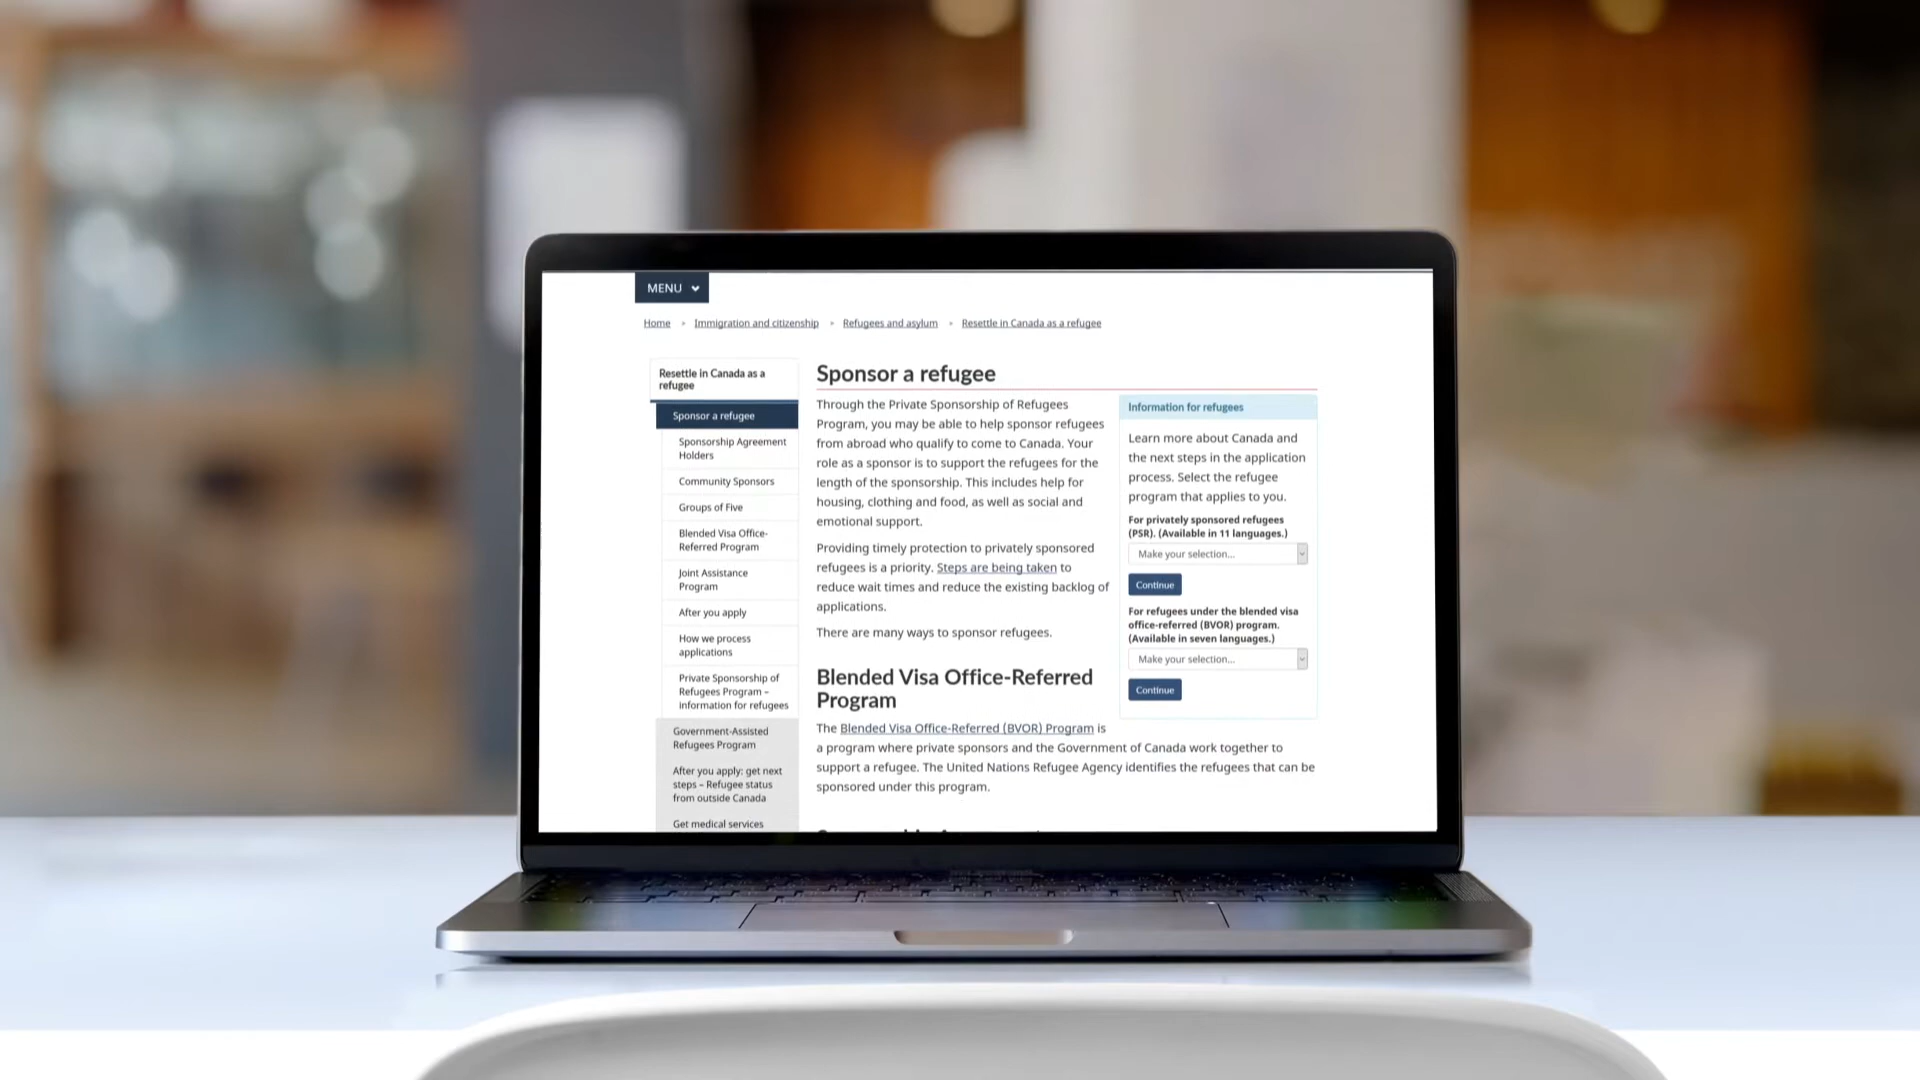 MENU
Home > Immigration and citizenship > Refugees and asylum > Resettle in Canada as a refugee
Resettle in Canada as a
refugee
Sponsor a refugee
Sponsorship Agreement
Holders
Community Sponsors
Groups of Five
Blended Visa Office-
Referred Program
Joint Assistance
Program
After you apply
How we process
applications
Private Sponsorship of
Refugees Program –
information for refugees
Government-Assisted
Refugees Program
After you apply: get next
steps – Refugee status
from outside Canada
Get medical services
Sponsor a refugee
Through the Private Sponsorship of Refugees
Program, you may be able to help sponsor refugees
from abroad who qualify to come to Canada. Your
role as a sponsor is to support the refugees for the
length of the sponsorship. This includes help for
housing, clothing and food, as well as social and
emotional support.
Providing timely protection to privately sponsored
refugees is a priority. Steps are being taken to
reduce wait times and reduce the existing backlog of
applications.
There are many ways to sponsor refugees.
Blended Visa Office-Referred
Program
The Blended Visa Office-Referred (BVOR) Program is
a program where private sponsors and the Government of Canada work together to
support a refugee. The United Nations Refugee Agency identifies the refugees that can be
sponsored under this program.
Information for refugees
Learn more about Canada and
the next steps in the application
process. Select the refugee
program that applies to you.
For privately sponsored refugees
(PSR). (Available in 11 languages.)
Make your selection...
Continue
For refugees under the blended visa
office-referred (BVOR) program.
(Available in seven languages.)
Make your selection...
Continue